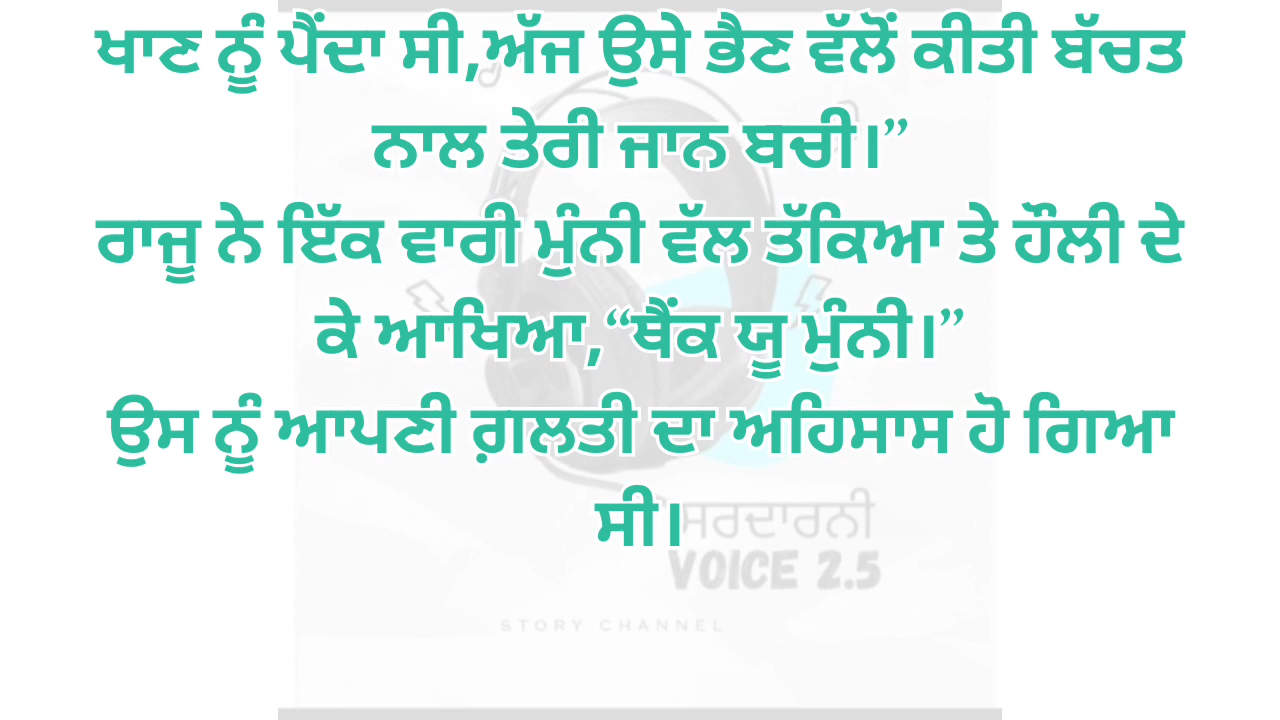 ਖਾਣ ਨੂੰ ਪੈਂਦਾ ਸੀ,ਅੱਜ ਉਸੇ ਭੈਣ ਵੱਲੋਂ ਕੀਤੀ ਬੱਚਤ
ਨਾਲ ਤੇਰੀ ਜਾਨ ਬਚੀ।”
ਰਾਜੂ ਨੇ ਇੱਕ ਵਾਰੀ ਮੁੰਨੀ ਵੱਲ ਤੱਕਿਆ ਤੇ ਹੌਲੀ ਦੇ
ਕੇ ਆਖਿਆ, “ਥੈਂਕ ਯੂ ਮੁੰਨੀ।”
ਉਸ ਨੂੰ ਆਪਣੀ ਗ਼ਲਤੀ ਦਾ ਅਹਿਸਾਸ ਹੋ ਗਿਆ
ਸੀ।
ਸਰਦਾਰਨੀ
VOICE 2.5
STORY CHANNEL